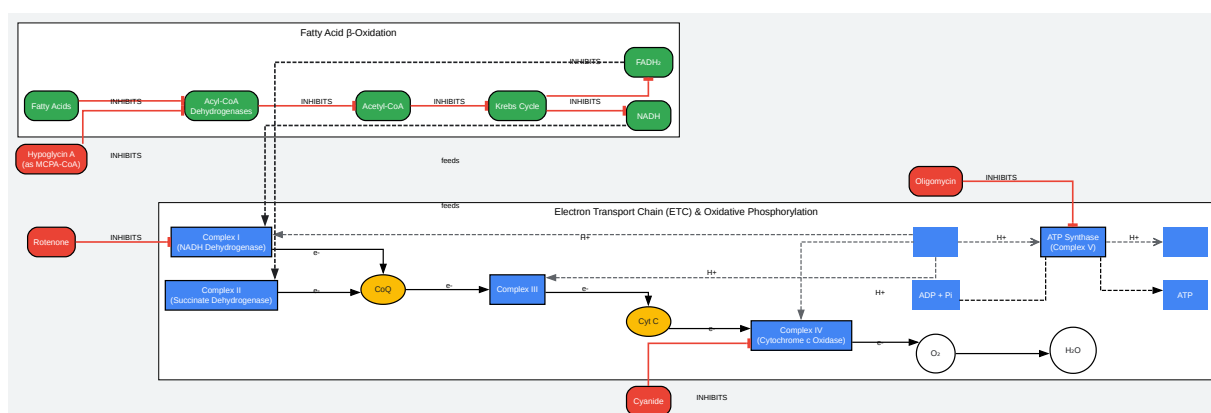 Fatty Acid β-Oxidation
INHIBITS
FADH₂
Fatty Acids
INHIBITS
Acyl-CoA
Dehydrogenases
INHIBITS
Acetyl-CoA
INHIBITS
Krebs Cycle
INHIBITS
NADH
Hypoglycin A
(as MCPA-CoA)
INHIBITS
feeds
Oligomycin
INHIBITS
feeds
Electron Transport Chain (ETC) & Oxidative Phosphorylation
Rotenone
INHIBITS
Complex I
(NADH Dehydrogenase)
H+
H+
ATP Synthase
(Complex V)
H+
e-
H+
Complex II
(Succinate Dehydrogenase)
e-
CoQ
e-
Complex III
e-
H+
ADP + Pi
ATP
Cyt C
e-
Complex IV
(Cytochrome c Oxidase)
e-
O₂
H₂O
Cyanide
INHIBITS